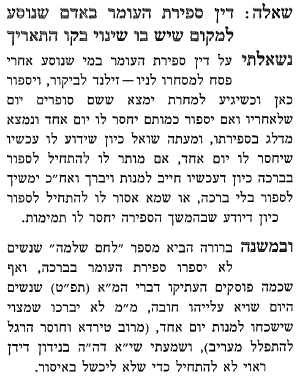 שאלה: דין ספירת העומר באדם שנוסע
למקום שיש בו שינוי בקו התאריך
נשאלתי על דין ספירת העומר במי שנוסע אחרי
פסח למסחרו לניו—זילנד לביקור, ויספור
כאן וכשיגיע למחרת ימצא ששם סופרים יום
שלאחריו ואם יספור כמותם יחסר לו יום אחד ונמצא
מדלג בספירתו, ומעתה שואל כיון שידוע לו עכשיו
שיחסר לו יום אחד, אם מותר לו להתחיל לספור
בברכה כיון דעכשיו חייב למנות ויברך ואח״כ ימשיך
לספור בלי ברכה, או שמא אסור לו להתחיל לספור
כיון דיודע שבהמשך הספירה יחסר לו תמימות.
ובמשנה ברורה הביא מספר ״לחם שלמה״ שנשים
לא יספרו ספירת העומר בברכה, ואף
שכמה פוסקים העתיקו דברי המ״א (תפ״ט) שנשים
היום שויא עלייהו חובה, מ״מ לא יברכו שמצוי
שישכחו למנות יום אחד, (מרוב טירדא וחוסר הרגל
להתפלל מעריב), ושמעתי שי״א דה״ה בנידון דידן
ראוי לא להתחיל כדי שלא ליכשל באיסור.